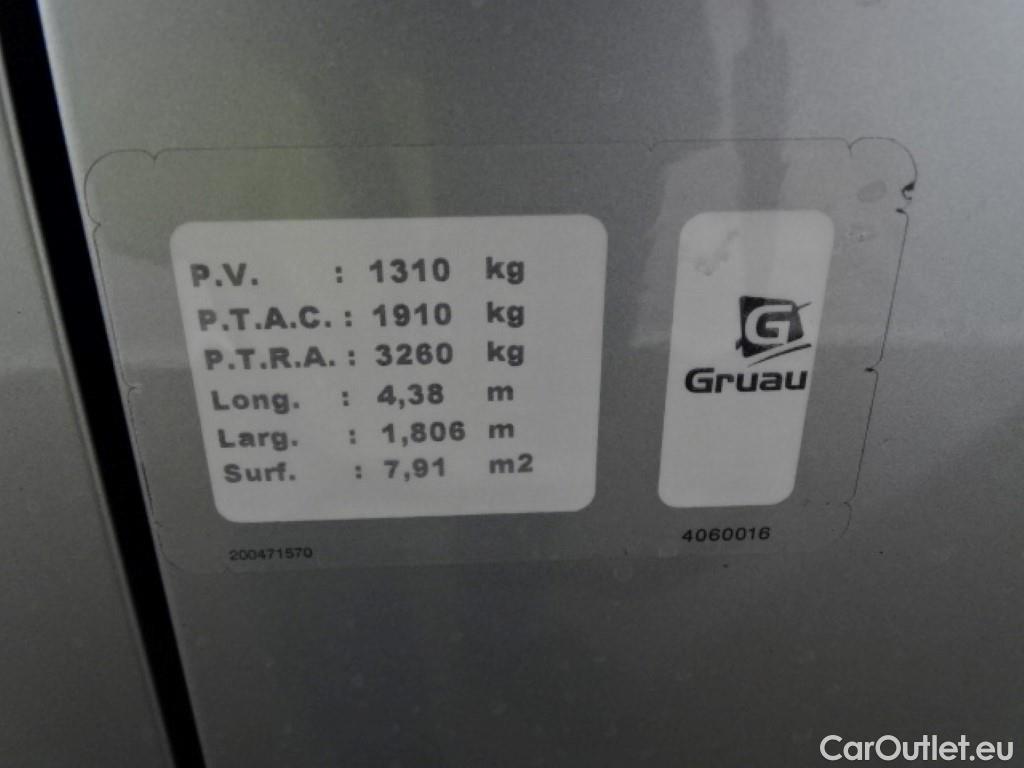 P.V. : 1310 kg
P.T.A.C. : 1910 kg
P.T.R.A. : 3260 kg
Long. : 4,38 m
Larg. : 1,806 m
Surf. : 7,91 m2
200471570
G
Gruau
4060016
CarOutlet.eu